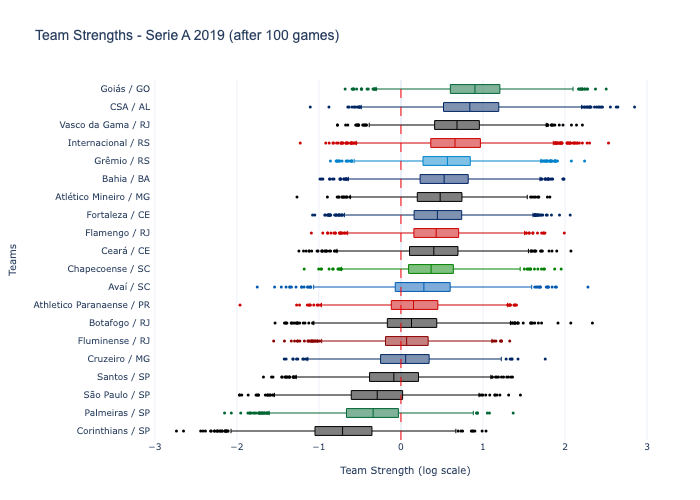 Team Strengths - Serie A 2019 (after 100 games)
Goiás / GO
CSA / AL
Vasco da Gama / RJ
Internacional / RS
Grêmio / RS
Bahia / BA
Atlético Mineiro / MG
Fortaleza / CE
Flamengo / RJ
Ceará / CE
Chapecoense / SC
Avaí / SC
Athletico Paranaense / PR
Botafogo / RJ
Fluminense / RJ
Cruzeiro / MG
Santos / SP
São Paulo / SP
Palmeiras / SP
Corinthians / SP
Teams
−3 −2 −1 0 1 2 3
Team Strength (log scale)